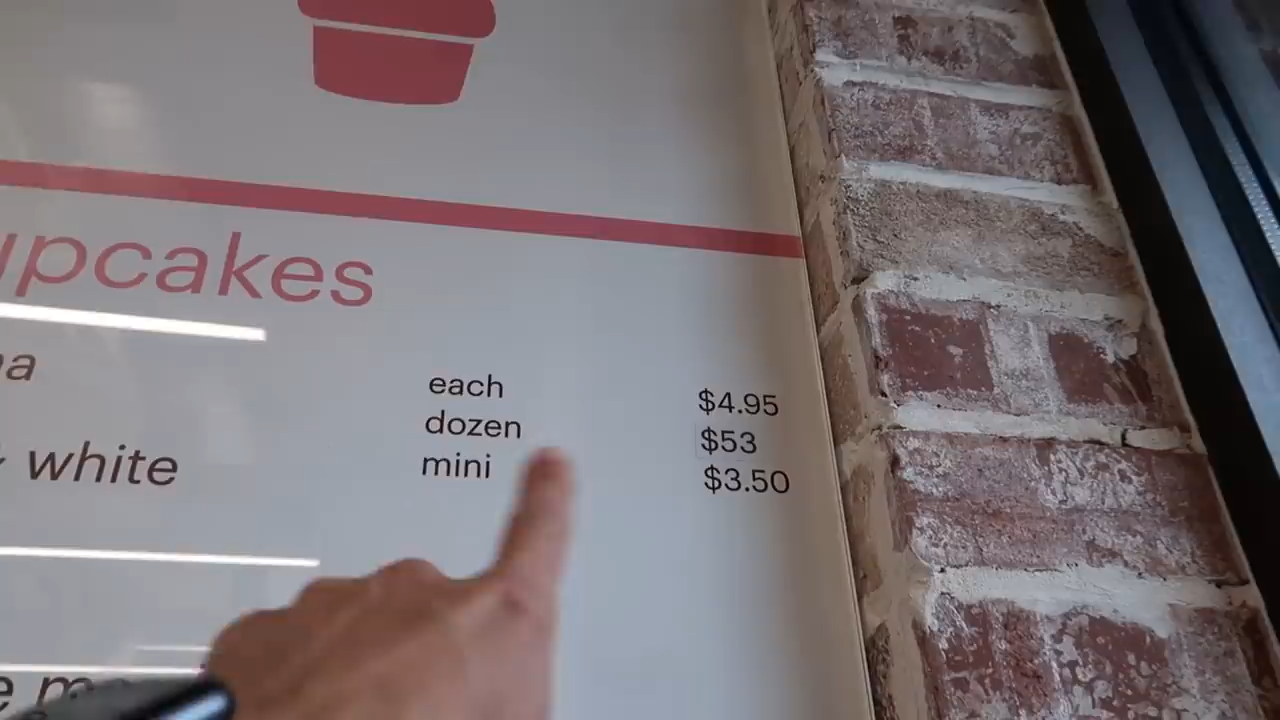 upcakes
each $4.95
dozen $53
& white
mini $3.50